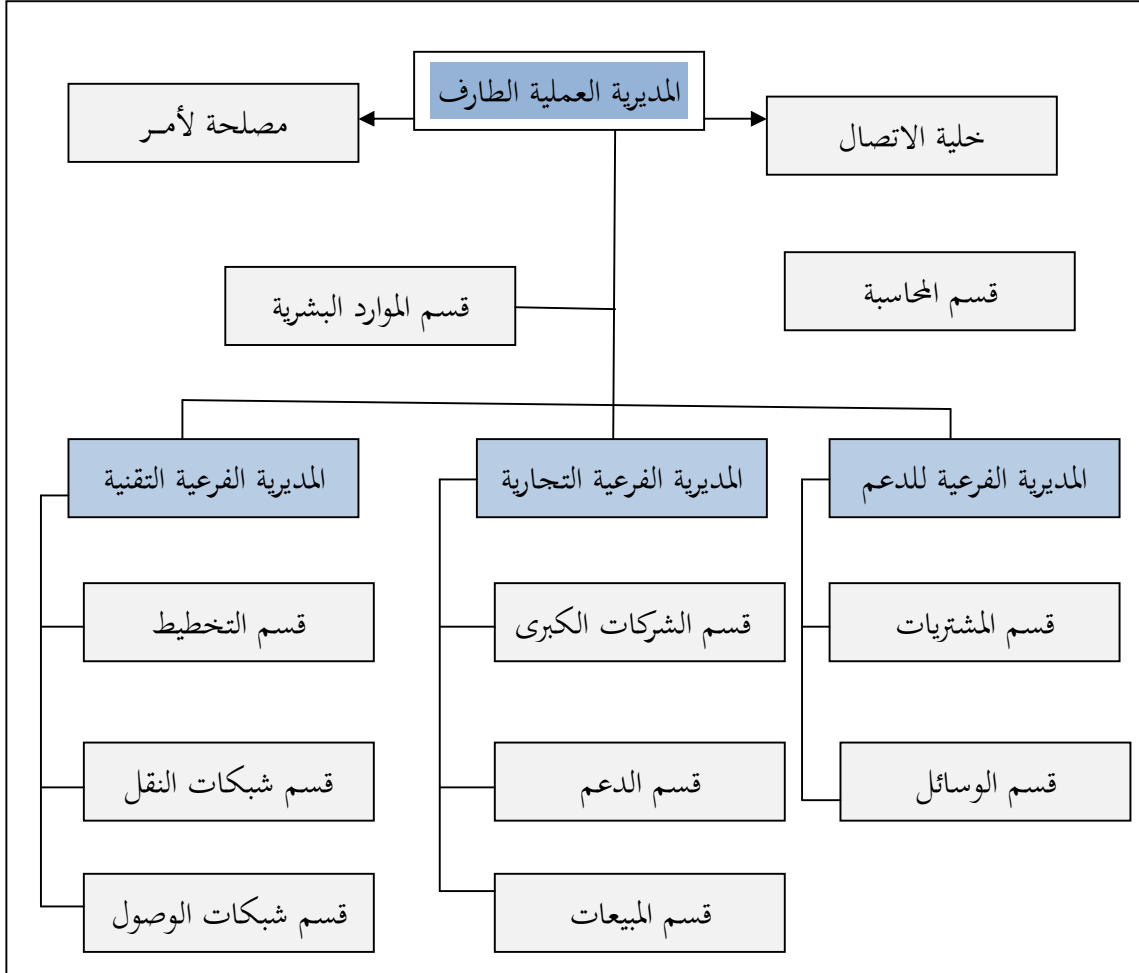 المديرية العملية الطارف
خلية الاتصال
مصلحة لأمـر
قسم المحاسبة
قسم الموارد البشرية
المديرية الفرعية للدعم
المديرية الفرعية التجارية
المديرية الفرعية التقنية
قسم المشتريات
قسم الشركات الكبرى
قسم التخطيط
قسم الوسائل
قسم الدعم
قسم شبكات النقل
قسم المبيعات
قسم شبكات الوصول